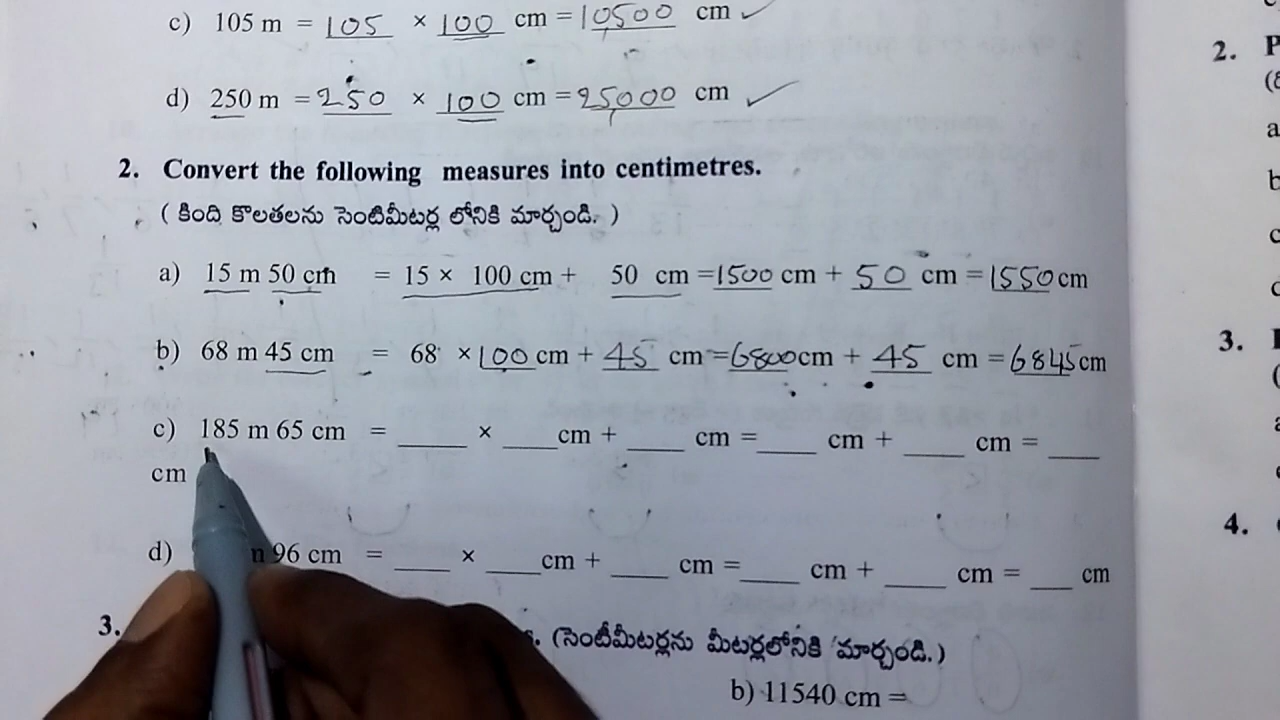 c) 105 m = 105 × 100 cm = 10500 cm ✓
d) 250 m = 250 × 100 cm = 25000 cm ✓
2. Convert the following measures into centimetres.
( కింది కొలతలను సెంటిమీటర్ల లోనికి మార్చండి. )
a) 15 m 50 cm = 15 × 100 cm + 50 cm = 1500 cm + 50 cm = 1550 cm
b) 68 m 45 cm = 68 × 100 cm + 45 cm = 6800 cm + 45 cm = 6845 cm
c) 185 m 65 cm = ____ × ____ cm + ____ cm = ____ cm + ____ cm = ____
cm
d) 96 cm = ____ × ____ cm + ____ cm = ____ cm + ____ cm = ____ cm
3. (సెంటీమీటర్లను మీటర్లలోనికి మార్చండి.)
b) 11540 cm =
2. P
a
b
c
c
3.
4.